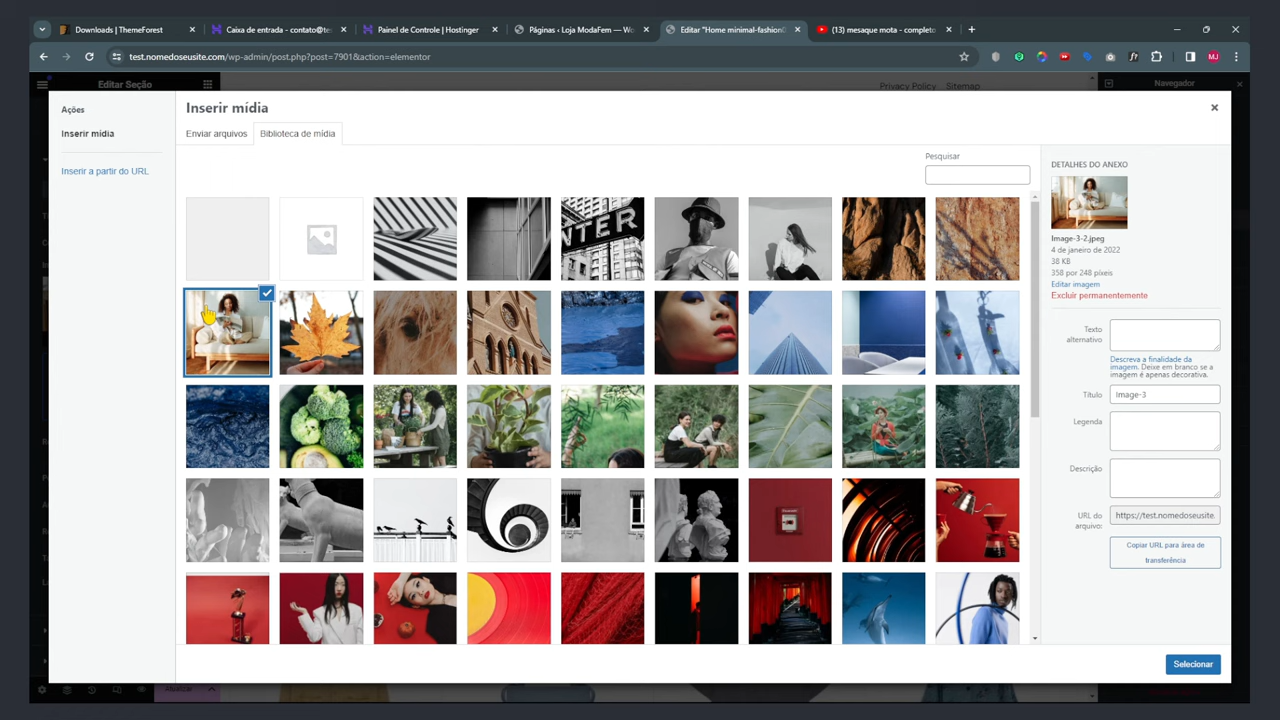 Downloads | ThemeForest
Caixa de entrada - contato@te
Painel de Controle | Hostinger
Páginas ‹ Loja ModaFem — Wo
Editar "Home minimal-fashion
(13) mesaque mota - completo
test.nomedoseusite.com/wp-admin/post.php?post=7901&action=elementor
MJ
Editar Seção
Privacy Policy Sitemap
Navegador
Ações
Inserir mídia
Inserir a partir do URL
Inserir mídia
Enviar arquivos
Biblioteca de mídia
Pesquisar
NTER
DETALHES DO ANEXO
Image-3-2.jpeg
4 de janeiro de 2022
38 KB
358 por 248 píxeis
Editar imagem
Excluir permanentemente
Texto
alternativo
Descreva a finalidade da
imagem. Deixe em branco se a
imagem é apenas decorativa.
Título
Image-3
Legenda
Descrição
URL do
arquivo:
https://test.nomedoseusite.
Copiar URL para área de
transferência
Selecionar
Atualizar